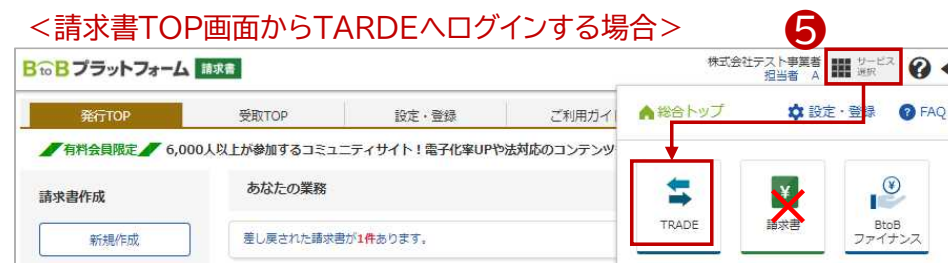 ＜請求書TOP画面からTARDEへログインする場合＞
❺
BtoBプラットフォーム 請求書
株式会社テスト事業者
担当者 A
サービス
選択
?
発行TOP 受取TOP 設定・登録 ご利用ガイ
総合トップ 設定・登録 ? FAQ
有料会員限定 6,000人以上が参加するコミュニティサイト！電子化率UPや法対応のコンテンツ
請求書作成
あなたの業務
新規作成
差し戻された請求書が1件あります。
TRADE
¥
請求書
¥
BtoB
ファイナンス